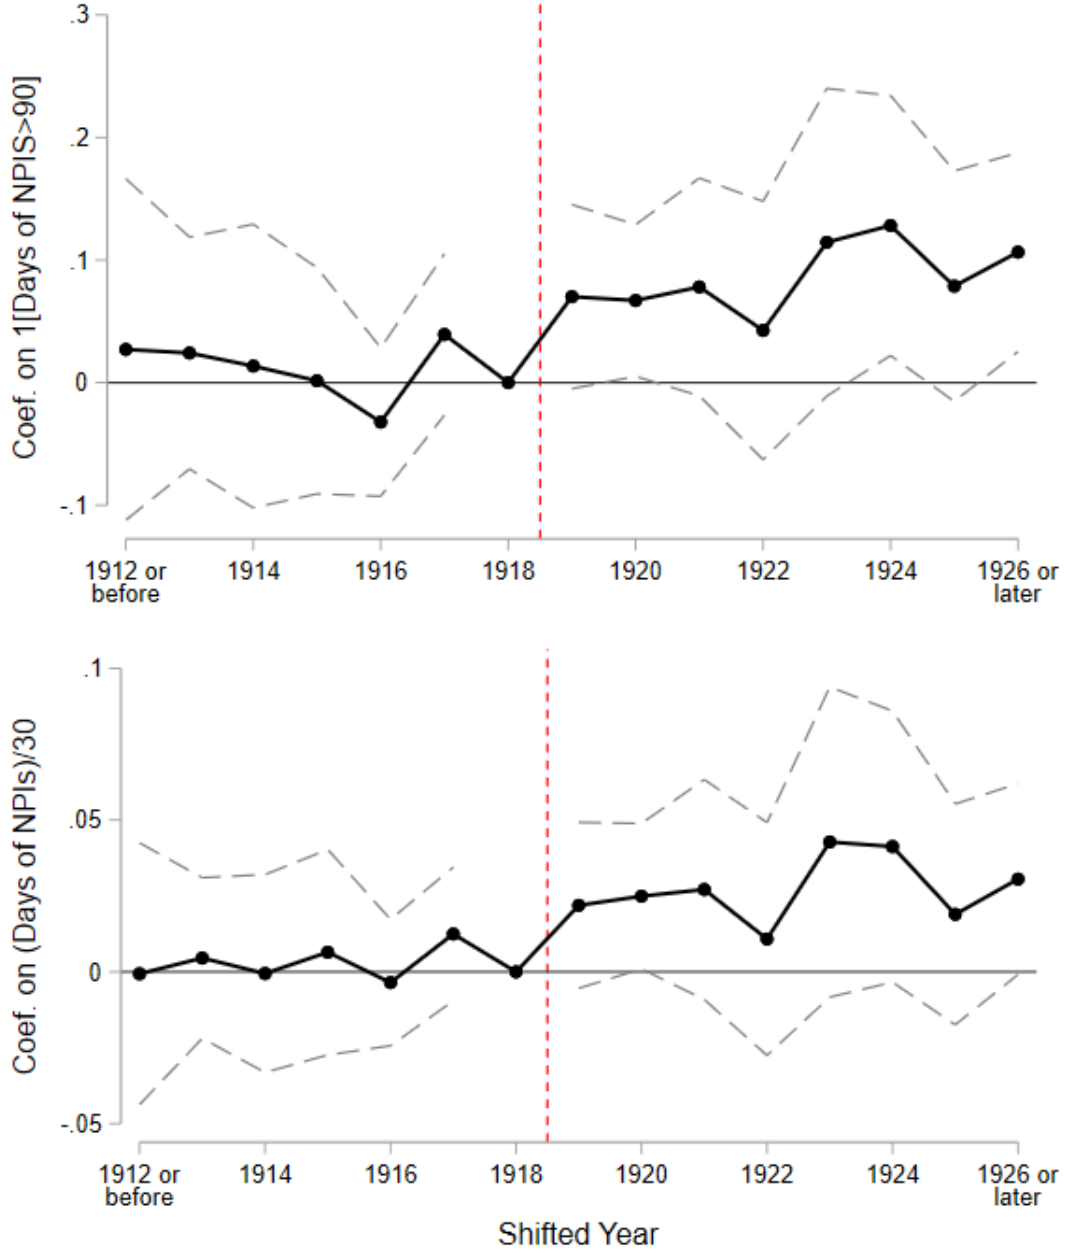 Coef. on 1[Days of NPIS>90]
.3
.2
.1
0
-.1
1912 or
before
1914
1916
1918
1920
1922
1924
1926 or
later
Coef. on (Days of NPIs)/30
.1
.05
0
-.05
1912 or
before
1914
1916
1918
1920
1922
1924
1926 or
later
Shifted Year